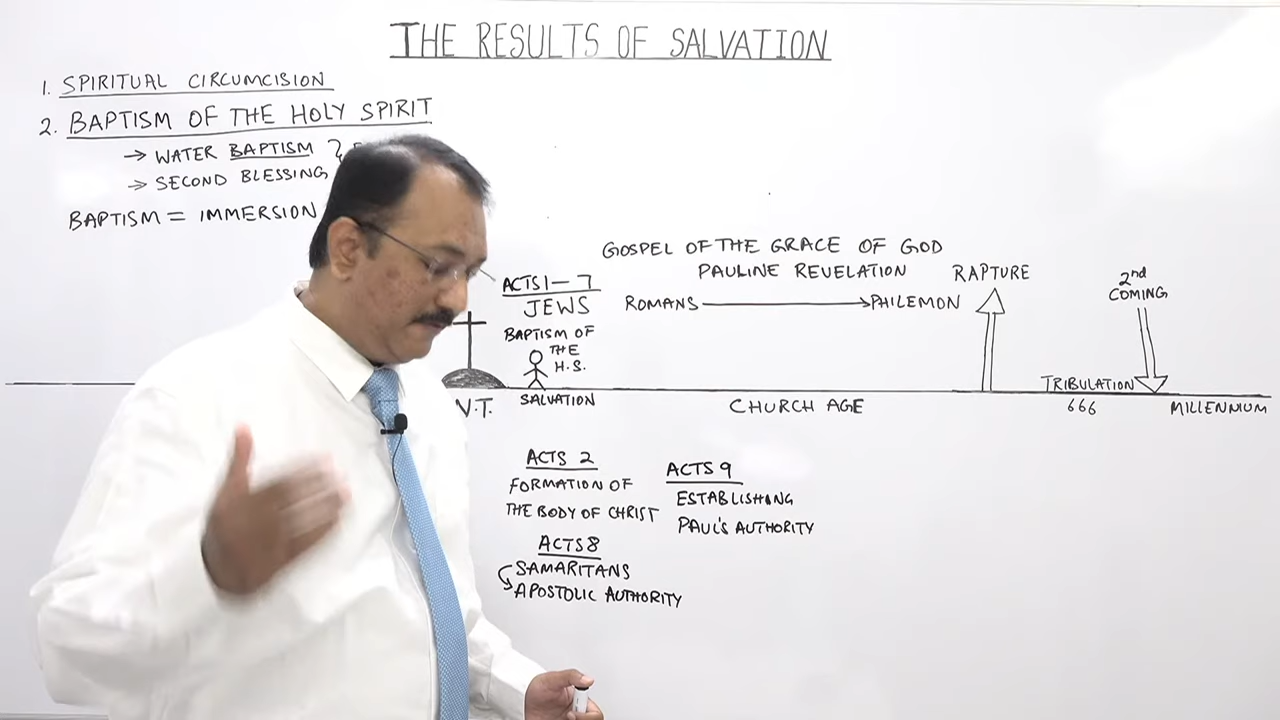 THE RESULTS OF SALVATION
1. SPIRITUAL CIRCUMCISION
2. BAPTISM OF THE HOLY SPIRIT
→ WATER BAPTISM ?
→ SECOND BLESSING
BAPTISM = IMMERSION
ACTS 1 – 7
JEWS
BAPTISM OF
THE
H.S.
SALVATION
N.T.
GOSPEL OF THE GRACE OF GOD
PAULINE REVELATION
ROMANS → PHILEMON
CHURCH AGE
RAPTURE
2nd
COMING
TRIBULATION
666
MILLENNIUM
ACTS 2
FORMATION OF
THE BODY OF CHRIST
ACTS 8
SAMARITANS
APOSTOLIC AUTHORITY
ACTS 9
ESTABLISHING
PAUL'S AUTHORITY